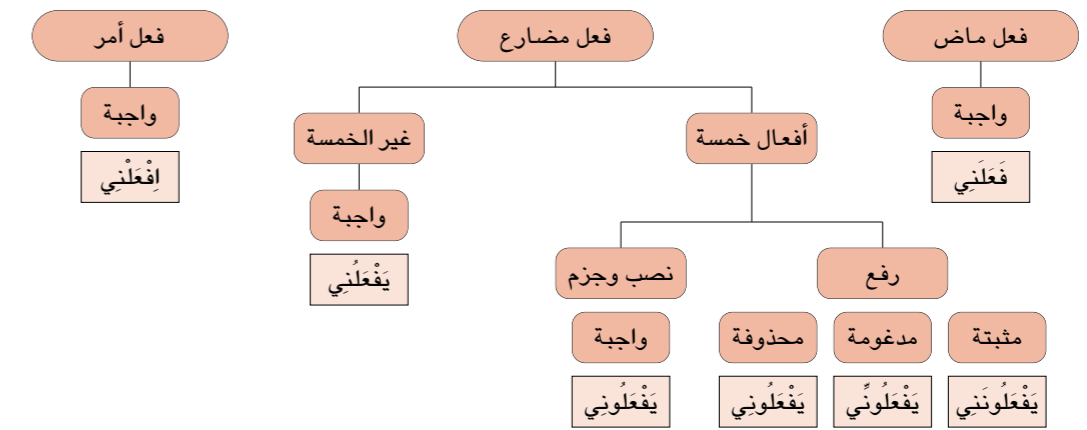 فعل ماض
فعل مضارع
فعل أمر
واجبة
أفعال خمسة
غير الخمسة
واجبة
فَعَلَنِي
واجبة
اِفْعَلْنِي
رفع
نصب وجزم
يَفْعَلُنِي
مثبتة
مدغومة
محذوفة
واجبة
يَفْعَلُونَنِي
يَفْعَلُونِّي
يَفْعَلُونِي
يَفْعَلُونِي